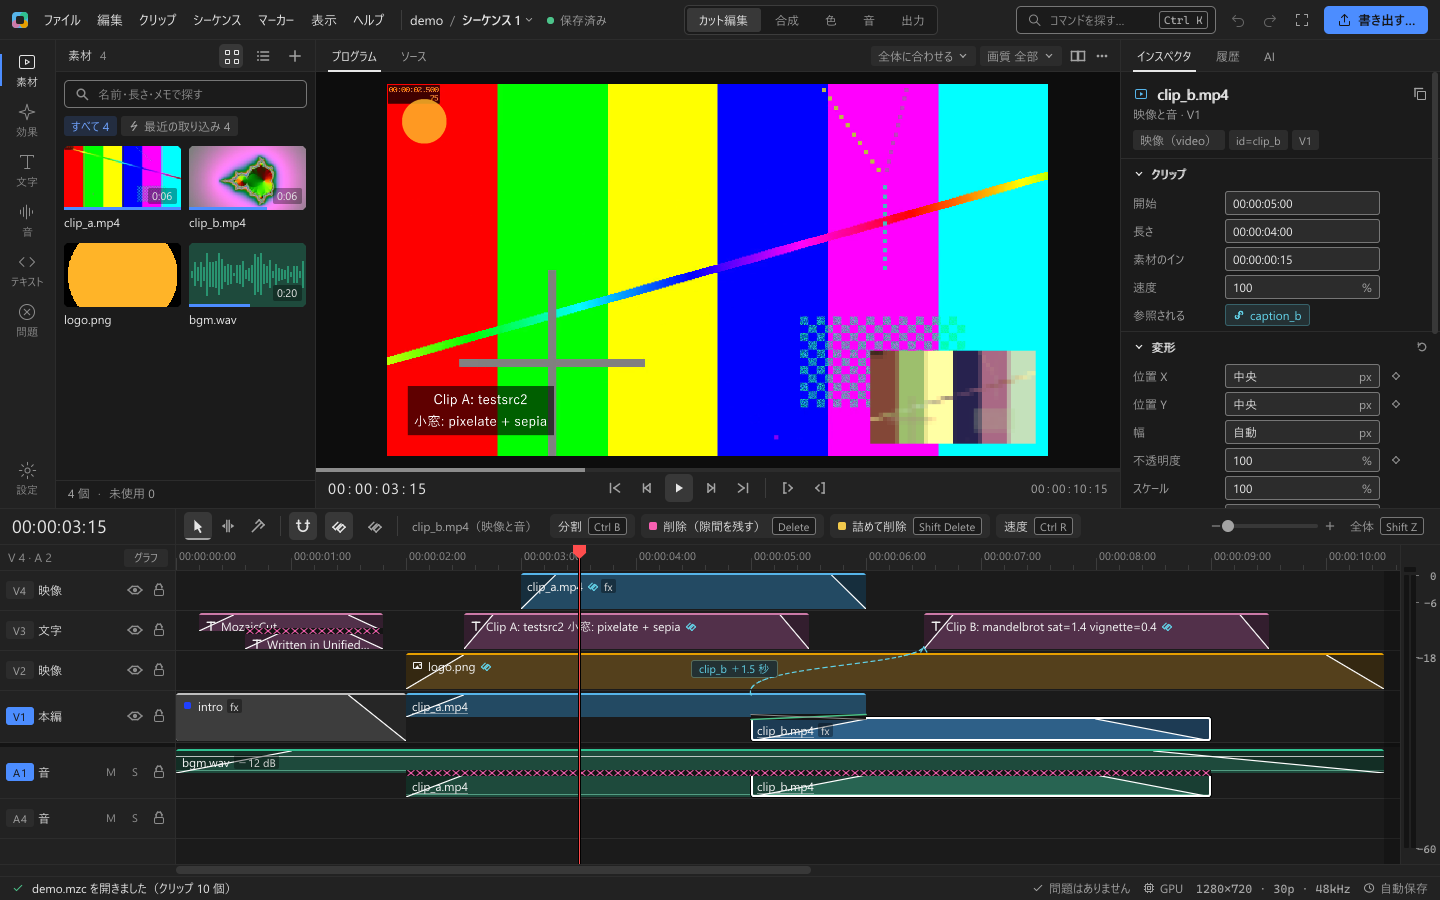 ファイル 編集 クリップ シーケンス マーカー 表示 ヘルプ demo / シーケンス 1 保存済み カット編集 合成 色 音 出力 コマンドを探す... Ctrl K 書き出す...
素材 4
プログラム ソース 全体に合わせる 画質 全部
インスペクタ 履歴 AI
素材
効果
文字
音
テキスト
問題
設定
名前・長さ・メモで探す
すべて 4 最近の取り込み 4
0:06 0:06
clip_a.mp4 clip_b.mp4
0:20
logo.png bgm.wav
4 個 · 未使用 0
00:00:02.500
75
Clip A: testsrc2
小窓: pixelate + sepia
00:00:03:15 00:00:10:15
clip_b.mp4
映像と音 · V1
映像（video） id=clip_b V1
クリップ
開始 00:00:05:00
長さ 00:00:04:00
素材のイン 00:00:00:15
速度 100 %
参照される caption_b
変形
位置 X 中央 px
位置 Y 中央 px
幅 自動 px
不透明度 100 %
スケール 100 %
00:00:03:15 clip_b.mp4（映像と音） 分割 Ctrl B 削除（隙間を残す） Delete 詰めて削除 Shift Delete 速度 Ctrl R 全体 Shift Z
V 4 · A 2 グラフ 00:00:00:00 00:00:01:00 00:00:02:00 00:00:03:00 00:00:04:00 00:00:05:00 00:00:06:00 00:00:07:00 00:00:08:00 00:00:09:00 00:00:10:00
V4 映像 clip_a.mp4 fx
V3 文字 MozaicCut Clip A: testsrc2 小窓: pixelate + sepia Clip B: mandelbrot sat=1.4 vignette=0.4
Written in Unified...
V2 映像 logo.png clip_b ＋1.5 秒
V1 本編 intro fx clip_a.mp4
clip_b.mp4 fx
A1 音 M S bgm.wav －12 dB
clip_a.mp4 clip_b.mp4
A4 音 M S
0
-6
-18
-60
demo.mzc を開きました（クリップ 10 個） 問題はありません GPU 1280×720 · 30p · 48kHz 自動保存